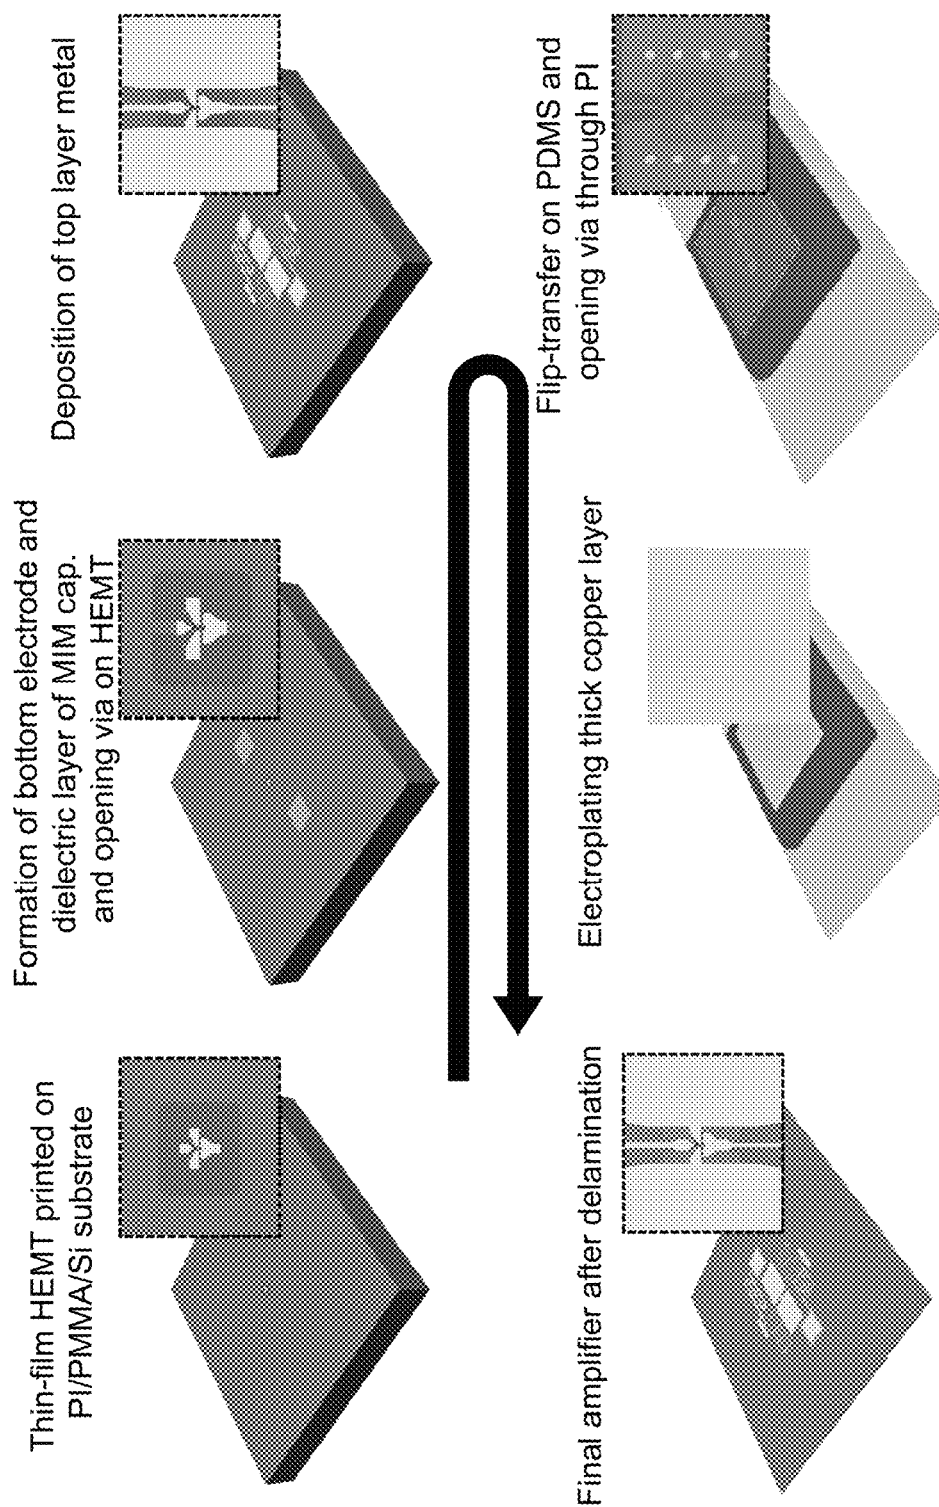 Thin-film HEMT printed on
PI/PMMA/Si substrate
Formation of bottom electrode and
dielectric layer of MIM cap.
and opening via on HEMT
Deposition of top layer metal
Flip-transfer on PDMS and
opening via through PI
Electroplating thick copper layer
Final amplifier after delamination